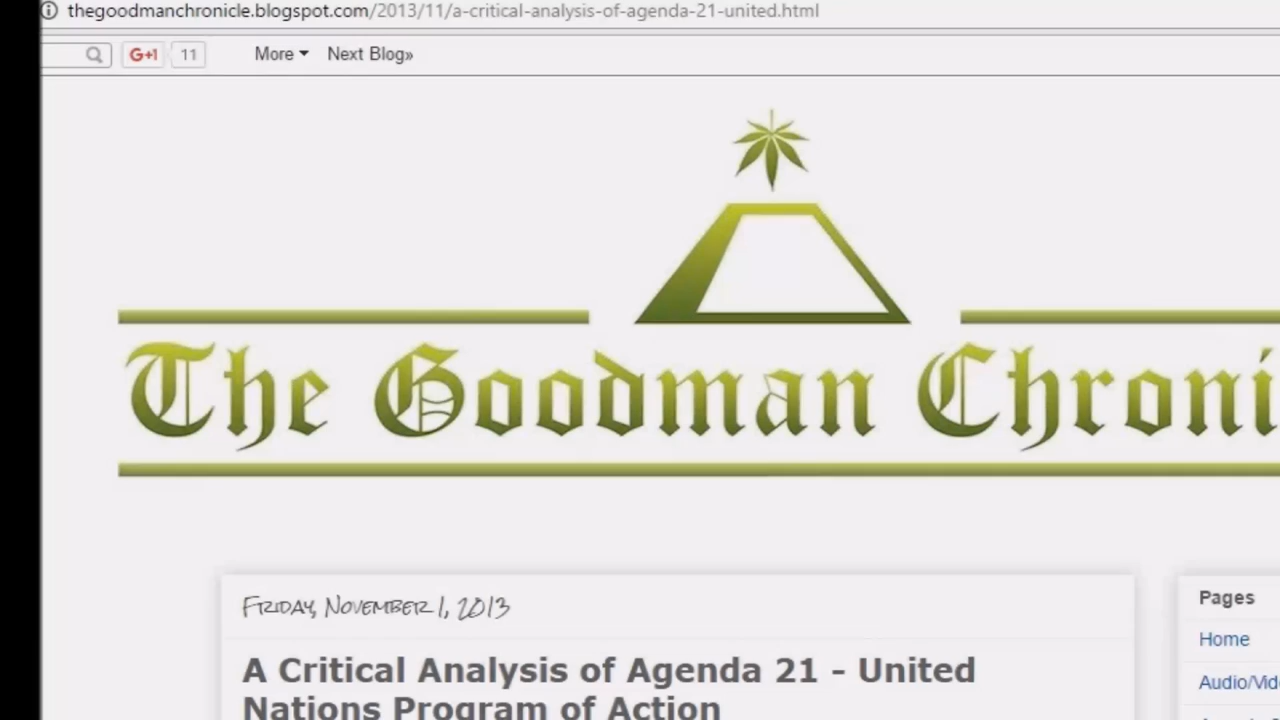 thegoodmanchronicle.blogspot.com/2013/11/a-critical-analysis-of-agenda-21-united.html
G+1 11 More Next Blog»
The Goodman Chroni
Friday, November 1, 2013
A Critical Analysis of Agenda 21 - United
Nations Program of Action
Pages
Home
Audio/Vid